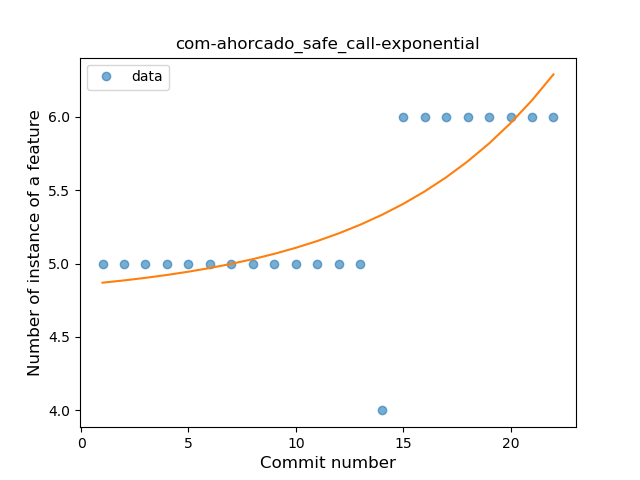 com-ahorcado_safe_call-exponential
data
Number of instance of a feature
6.0
5.5
5.0
4.5
4.0
0
5
10
15
20
Commit number